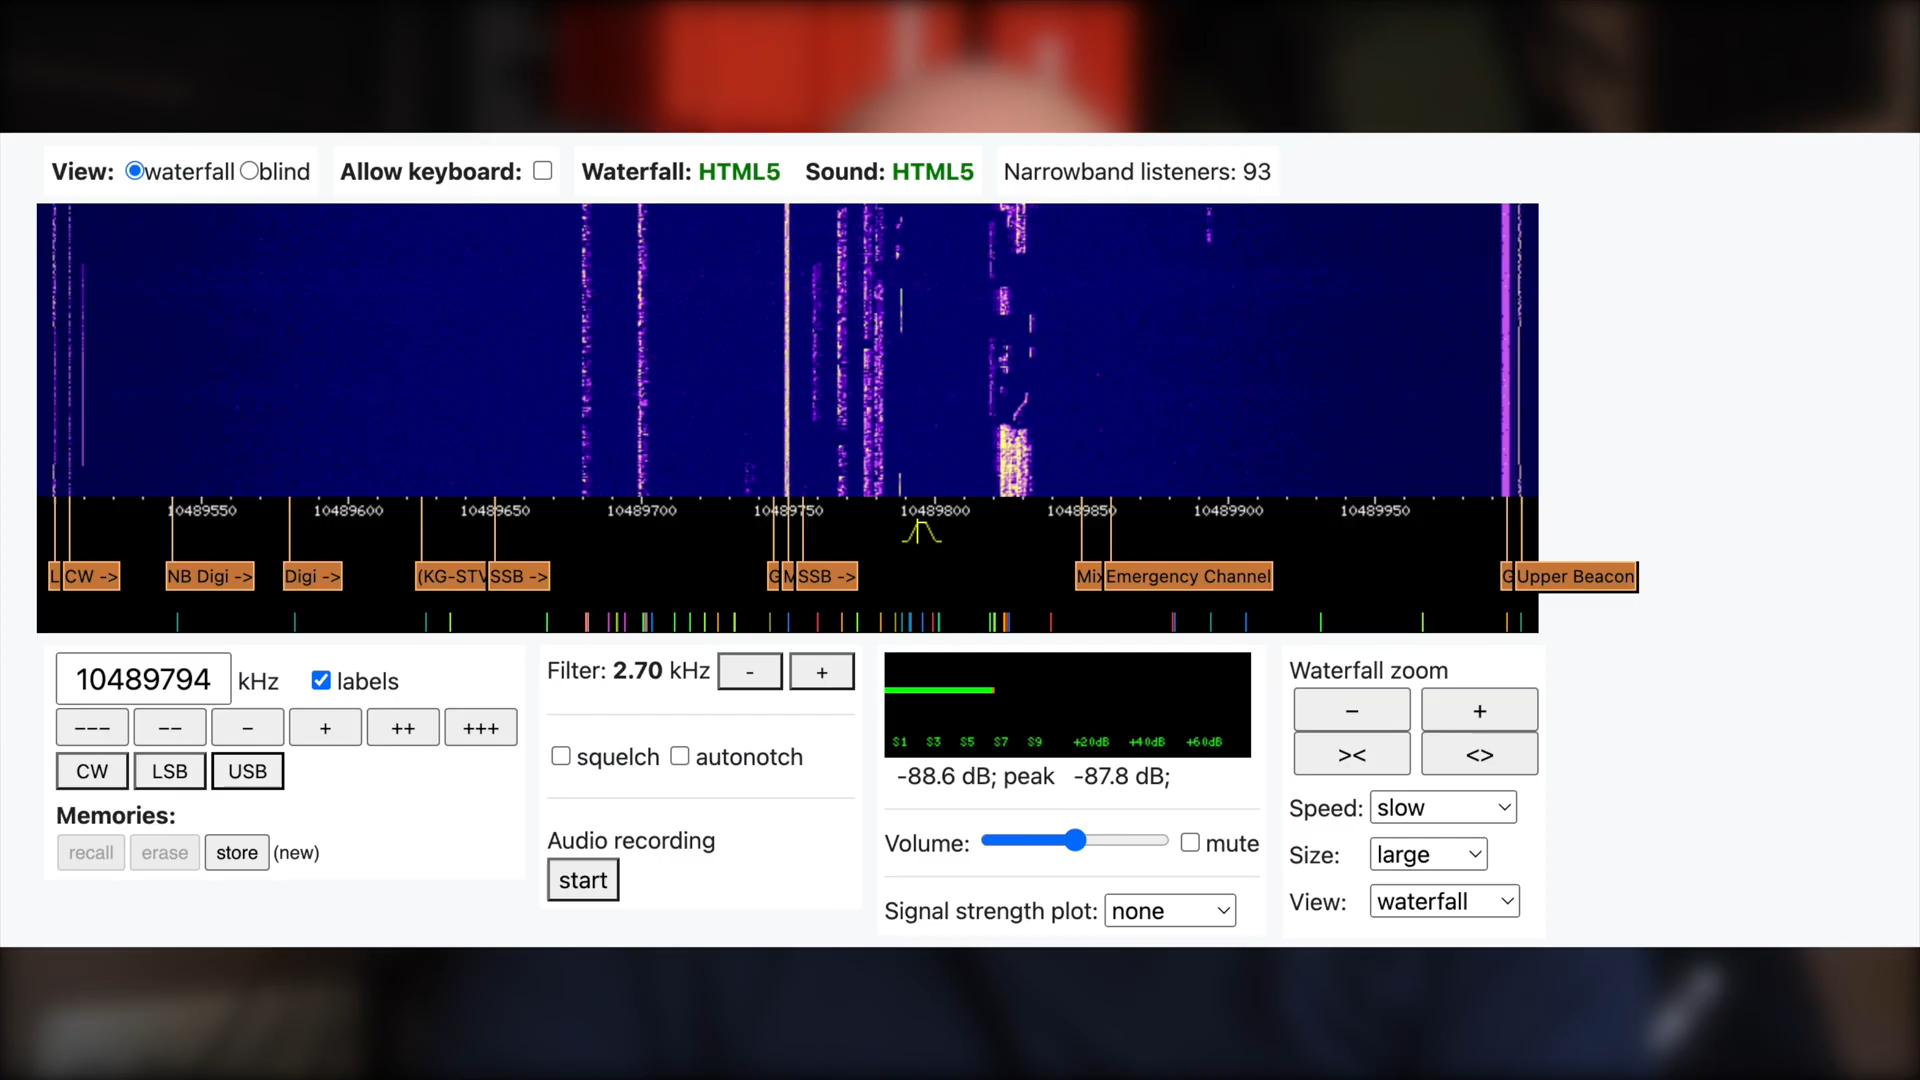 View: waterfall blind Allow keyboard: Waterfall: HTML5 Sound: HTML5 Narrowband listeners: 93
10489550 10489600 10489650 10489700 10489750 10489800 10489850 10489900 10489950
L CW -> NB Digi -> Digi -> (KG-STV SSB -> G M SSB -> Mix Emergency Channel G Upper Beacon
10489794 kHz labels
--- -- - + ++ +++
CW LSB USB
Memories:
recall erase store (new)
Filter: 2.70 kHz - +
squelch autonotch
Audio recording
start
S1 S3 S5 S7 S9 +20dB +40dB +60dB
-88.6 dB; peak -87.8 dB;
Volume: mute
Signal strength plot: none
Waterfall zoom
- +
>< <>
Speed: slow
Size: large
View: waterfall